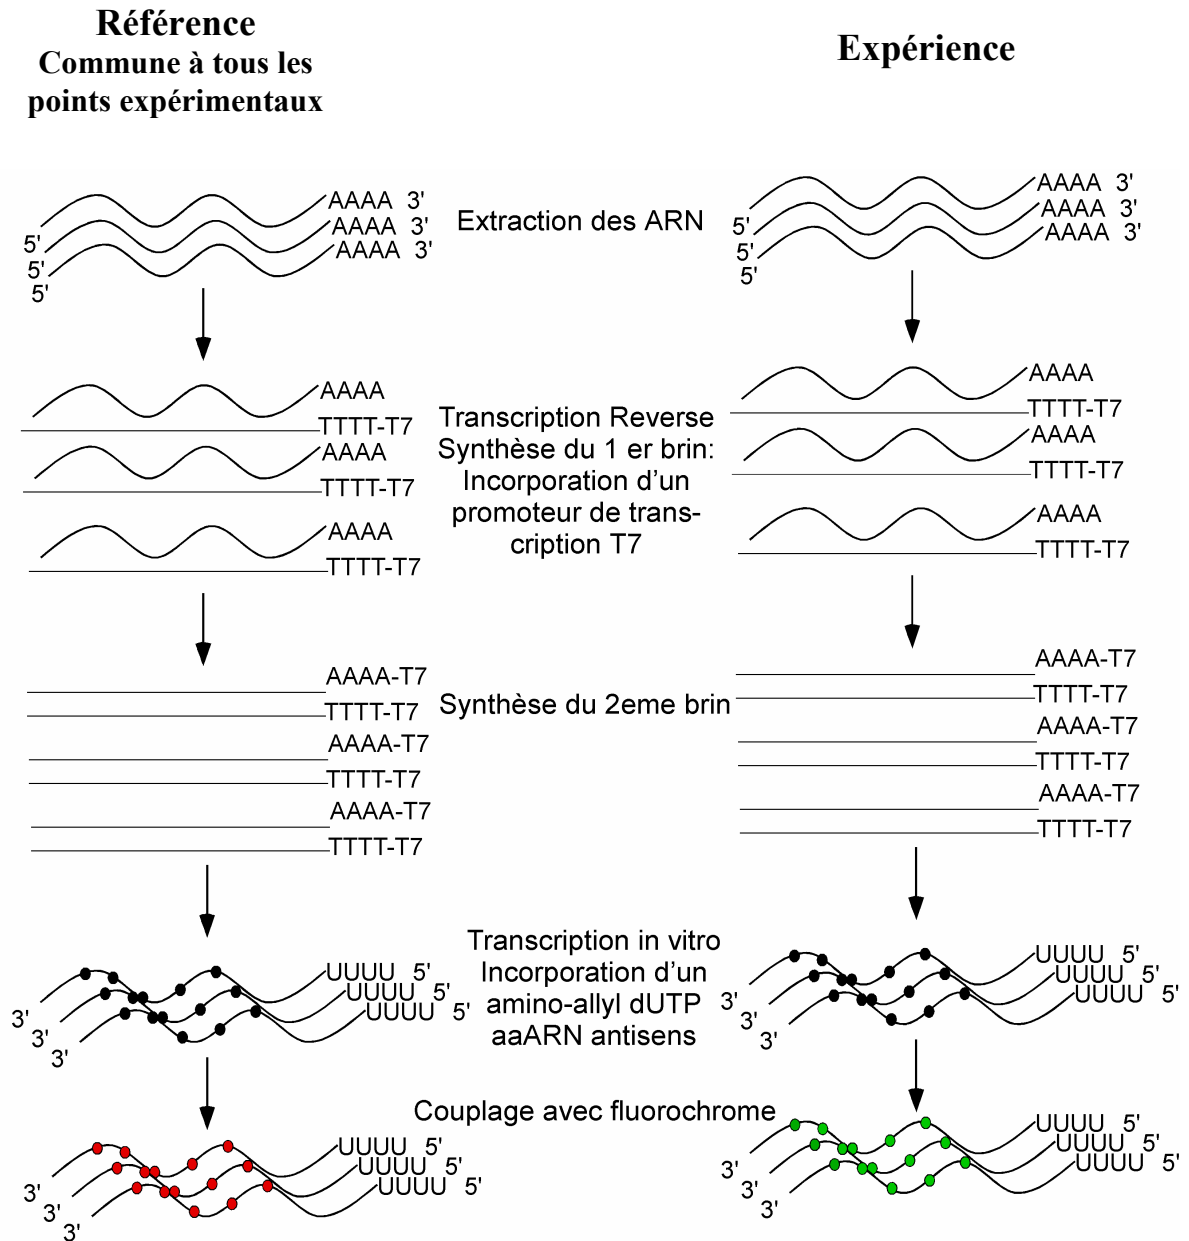 Référence
Commune à tous les
points expérimentaux
Expérience
AAAA 3'
AAAA 3'
AAAA 3'
5'
5'
5'
Extraction des ARN
AAAA 3'
AAAA 3'
AAAA 3'
5'
5'
5'
AAAA
TTTT-T7
AAAA
TTTT-T7
AAAA
TTTT-T7
Transcription Reverse
Synthèse du 1 er brin:
Incorporation d'un
promoteur de trans-
cription T7
AAAA
TTTT-T7
AAAA
TTTT-T7
AAAA
TTTT-T7
AAAA-T7
TTTT-T7
AAAA-T7
TTTT-T7
AAAA-T7
TTTT-T7
Synthèse du 2eme brin
AAAA-T7
TTTT-T7
AAAA-T7
TTTT-T7
AAAA-T7
TTTT-T7
UUUU 5'
UUUU 5'
UUUU 5'
3'
3'
3'
Transcription in vitro
Incorporation d'un
amino-allyl dUTP
aaARN antisens
UUUU 5'
UUUU 5'
UUUU 5'
3'
3'
3'
Couplage avec fluorochrome
UUUU 5'
UUUU 5'
UUUU 5'
3'
3'
3'
UUUU 5'
UUUU 5'
UUUU 5'
3'
3'
3'